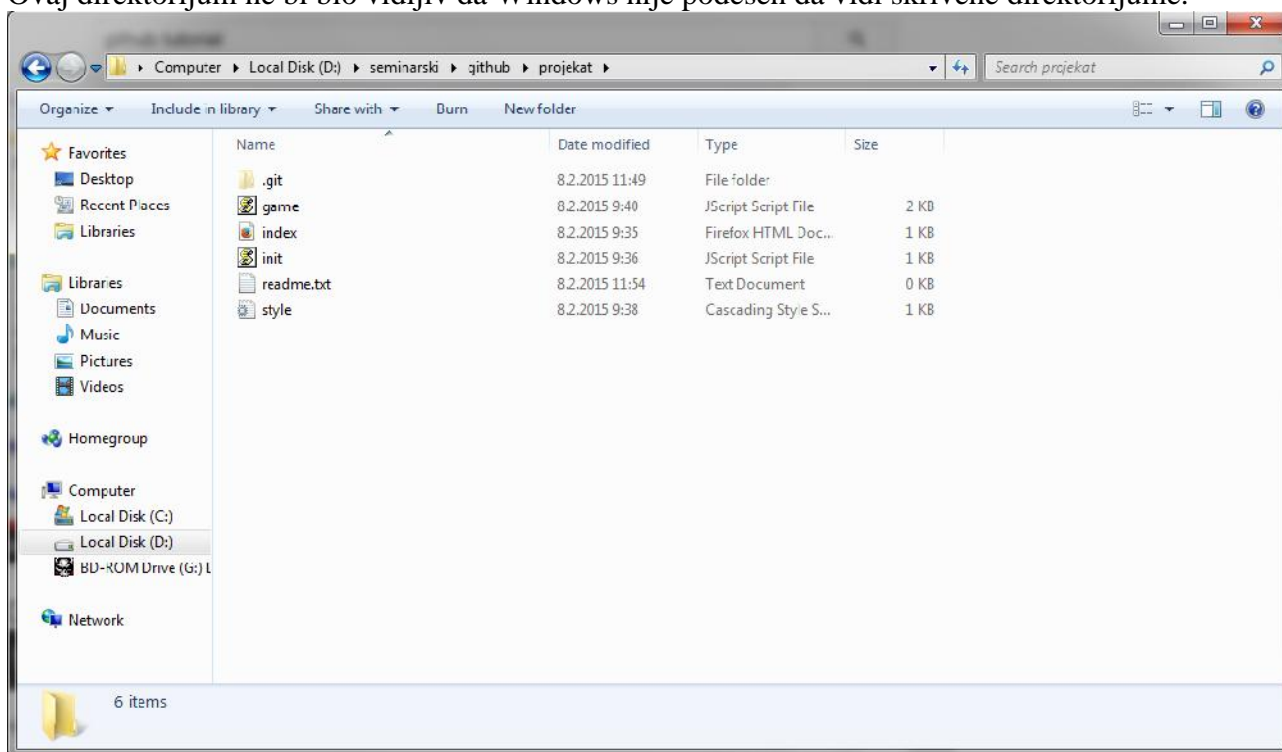 Ovaj direktorijum ne bi bio vidljiv da Windows nije podešen da vidi skrivene direktorijume.
Computer Local Disk (D:) seminarski github projekat Search projekat
Organize Include in library Share with Burn New folder
Favorites
Desktop
Recent Places
Libraries
Libraries
Documents
Music
Pictures
Videos
Homegroup
Computer
Local Disk (C:)
Local Disk (D:)
BD-ROM Drive (G:) L
Network
Name Date modified Type Size
.git 8.2.2015 11:49 File folder
game 8.2.2015 9:40 JScript Script File 2 KB
index 8.2.2015 9:35 Firefox HTML Doc... 1 KB
init 8.2.2015 9:36 JScript Script File 1 KB
readme.txt 8.2.2015 11:54 Text Document 0 KB
style 8.2.2015 9:38 Cascading Style S... 1 KB
6 items